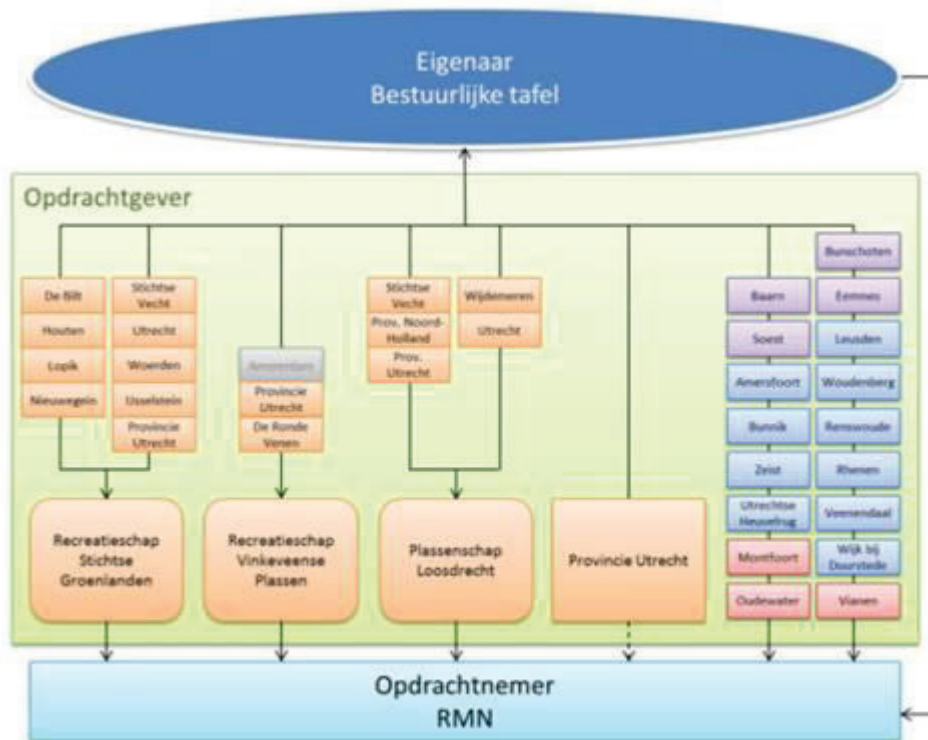 Eigenaar
Bestuurlijke tafel
Opdrachtgever
De Bilt
Houten
Lopik
Nieuwegein
Stichtse
Vecht
Utrecht
Woerden
IJsselstein
Provincie
Utrecht
Amsterdam
Provincie
Utrecht
De Ronde
Venen
Stichtse
Vecht
Prov. Noord-
Holland
Prov.
Utrecht
Wijdemeren
Utrecht
Baarn
Soest
Amersfoort
Bunnik
Zeist
Utrechtse
Heuvelrug
Montfoort
Oudewater
Bunschoten
Eemnes
Leusden
Woudenberg
Renswoude
Rhenen
Veenendaal
Wijk bij
Duurstede
Vianen
Recreatieschap
Stichtse
Groenlanden
Recreatieschap
Vinkeveense
Plassen
Plassenschap
Loosdrecht
Provincie Utrecht
Opdrachtnemer
RMN